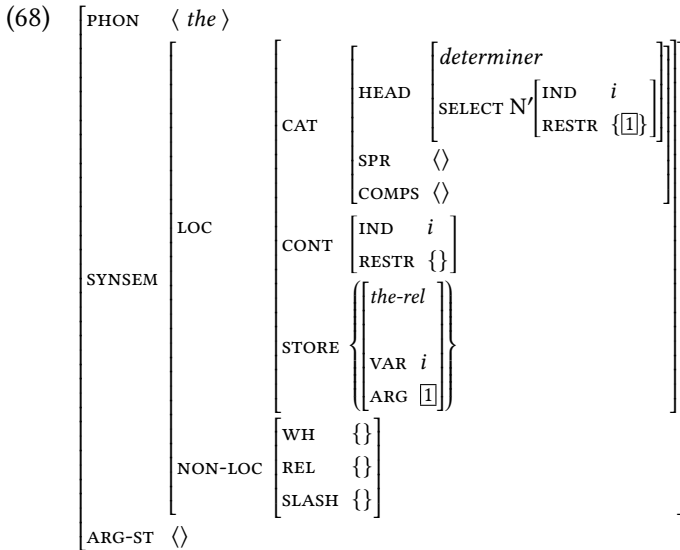 (68) PHON ⟨ the ⟩
determiner
HEAD
SELECT N′ IND i
RESTR {1}
CAT
SPR ⟨⟩
COMPS ⟨⟩
LOC
CONT IND i
RESTR {}
SYNSEM
the-rel
STORE
VAR i
ARG 1
WH {}
NON-LOC REL {}
SLASH {}
ARG-ST ⟨⟩